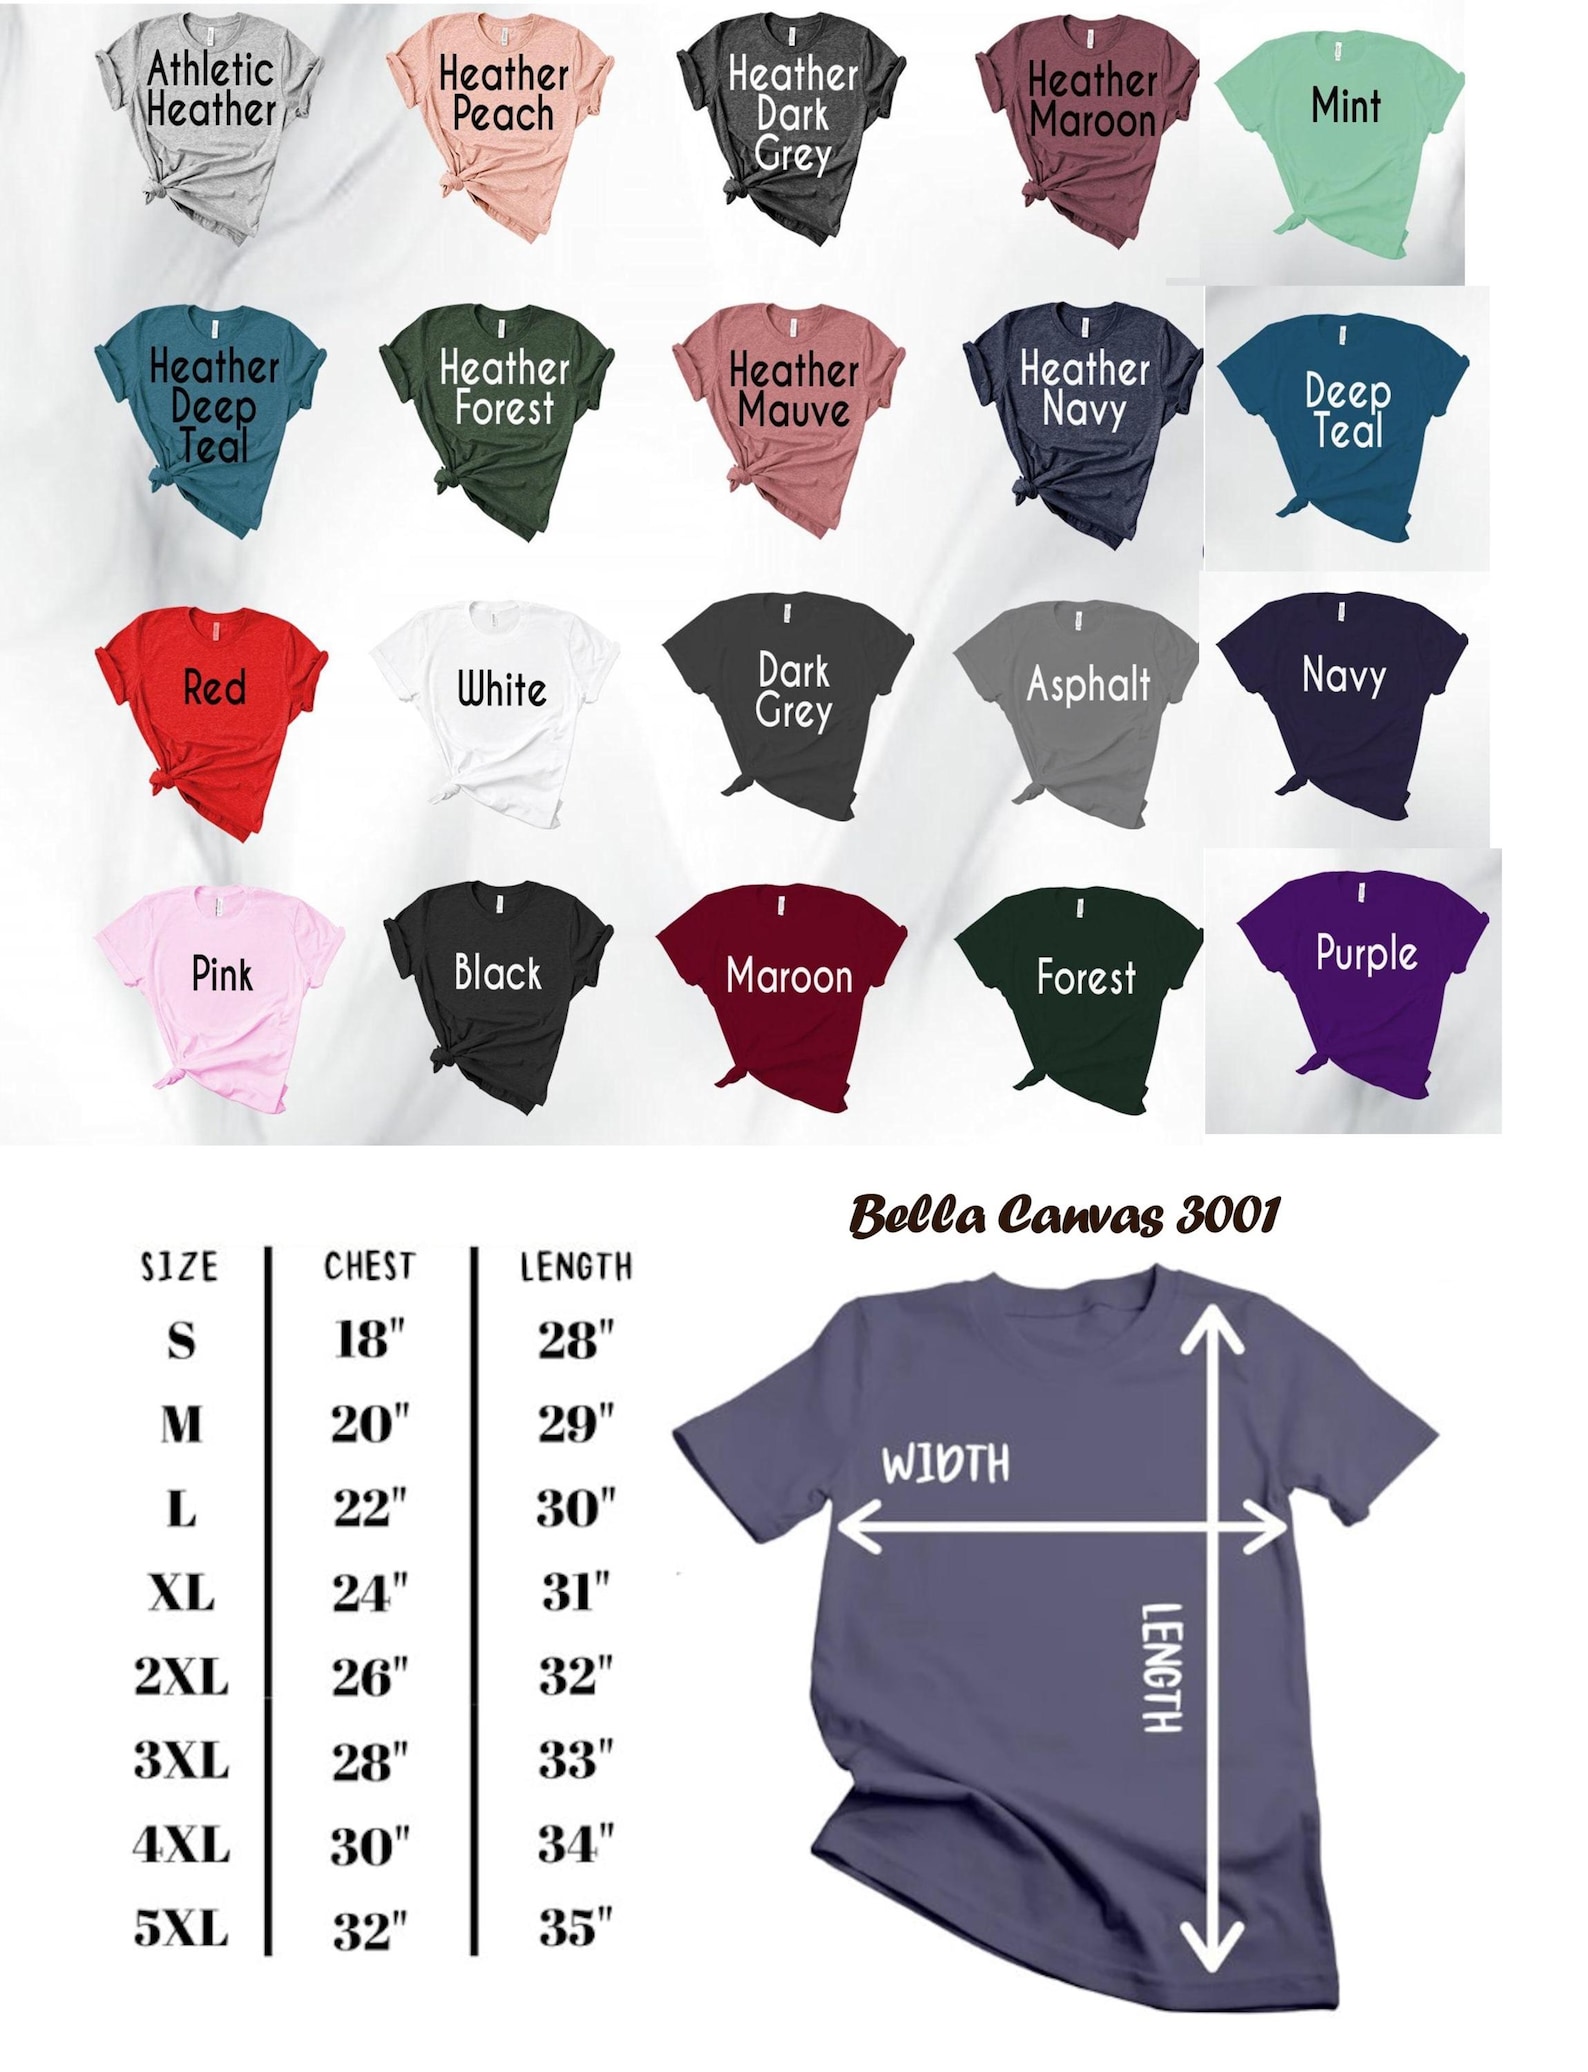 Athletic
Heather
Heather
Peach
Heather
Dark
Grey
Heather
Maroon
Mint
Heather
Deep
Teal
Heather
Forest
Heather
Mauve
Heather
Navy
Deep
Teal
Red
White
Dark
Grey
Asphalt
Navy
Pink
Black
Maroon
Forest
Purple
Bella Canvas 3001
SIZE CHEST LENGTH
S 18" 28"
M 20" 29"
L 22" 30"
XL 24" 31"
2XL 26" 32"
3XL 28" 33"
4XL 30" 34"
5XL 32" 35"
WIDTH
LENGTH